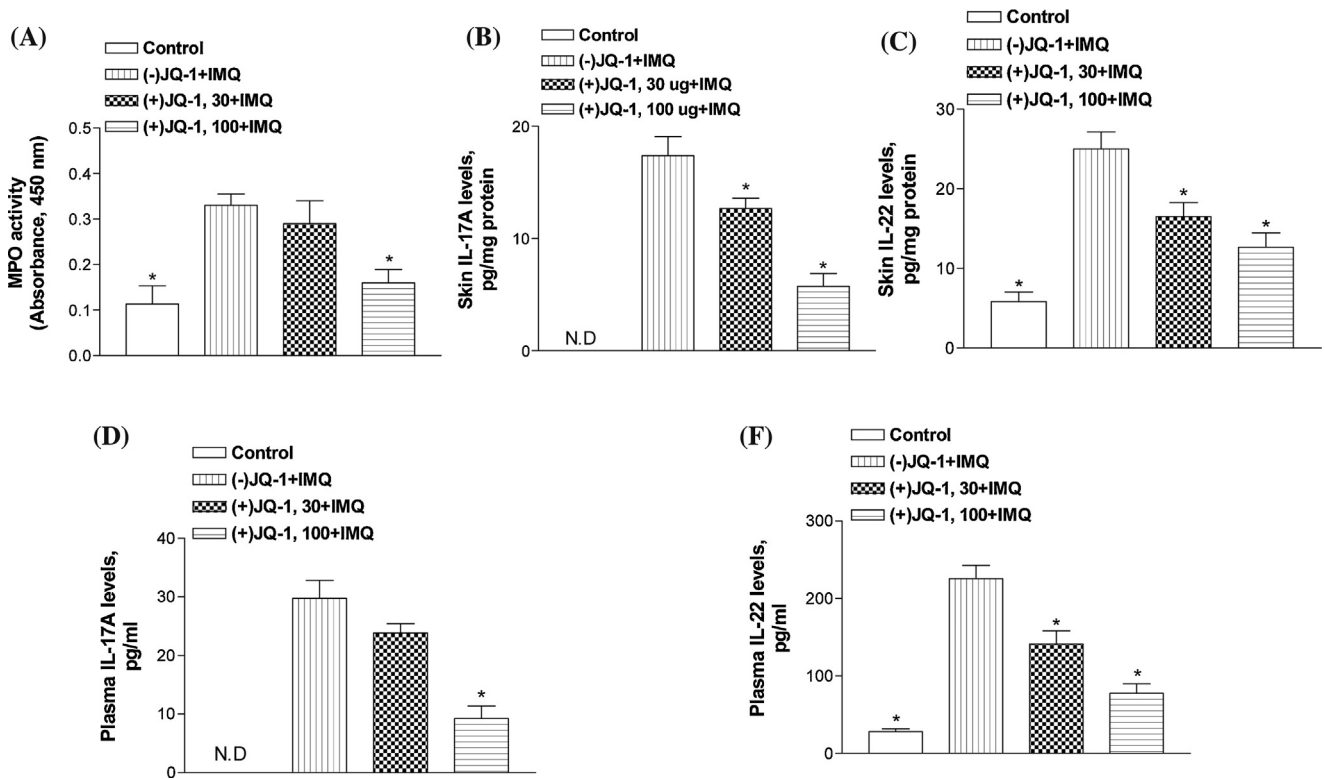 (A)
Control
(-)JQ-1+IMQ
(+)JQ-1, 30+IMQ
(+)JQ-1, 100+IMQ
MPO activity
(Absorbance, 450 nm)
0.5
0.4
0.3
0.2
0.1
0.0
*
*
(B)
Control
(-)JQ-1+IMQ
(+)JQ-1, 30 ug+IMQ
(+)JQ-1, 100 ug+IMQ
Skin IL-17A levels,
pg/mg protein
20
10
0
N.D
*
*
(C)
Control
(-)JQ-1+IMQ
(+)JQ-1, 30+IMQ
(+)JQ-1, 100+IMQ
Skin IL-22 levels,
pg/mg protein
30
20
10
0
*
*
*
(D)
Control
(-)JQ-1+IMQ
(+)JQ-1, 30+IMQ
(+)JQ-1, 100+IMQ
Plasma IL-17A levels,
pg/ml
40
30
20
10
0
N.D
*
(F)
Control
(-)JQ-1+IMQ
(+)JQ-1, 30+IMQ
(+)JQ-1, 100+IMQ
Plasma IL-22 levels,
pg/ml
300
200
100
0
*
*
*